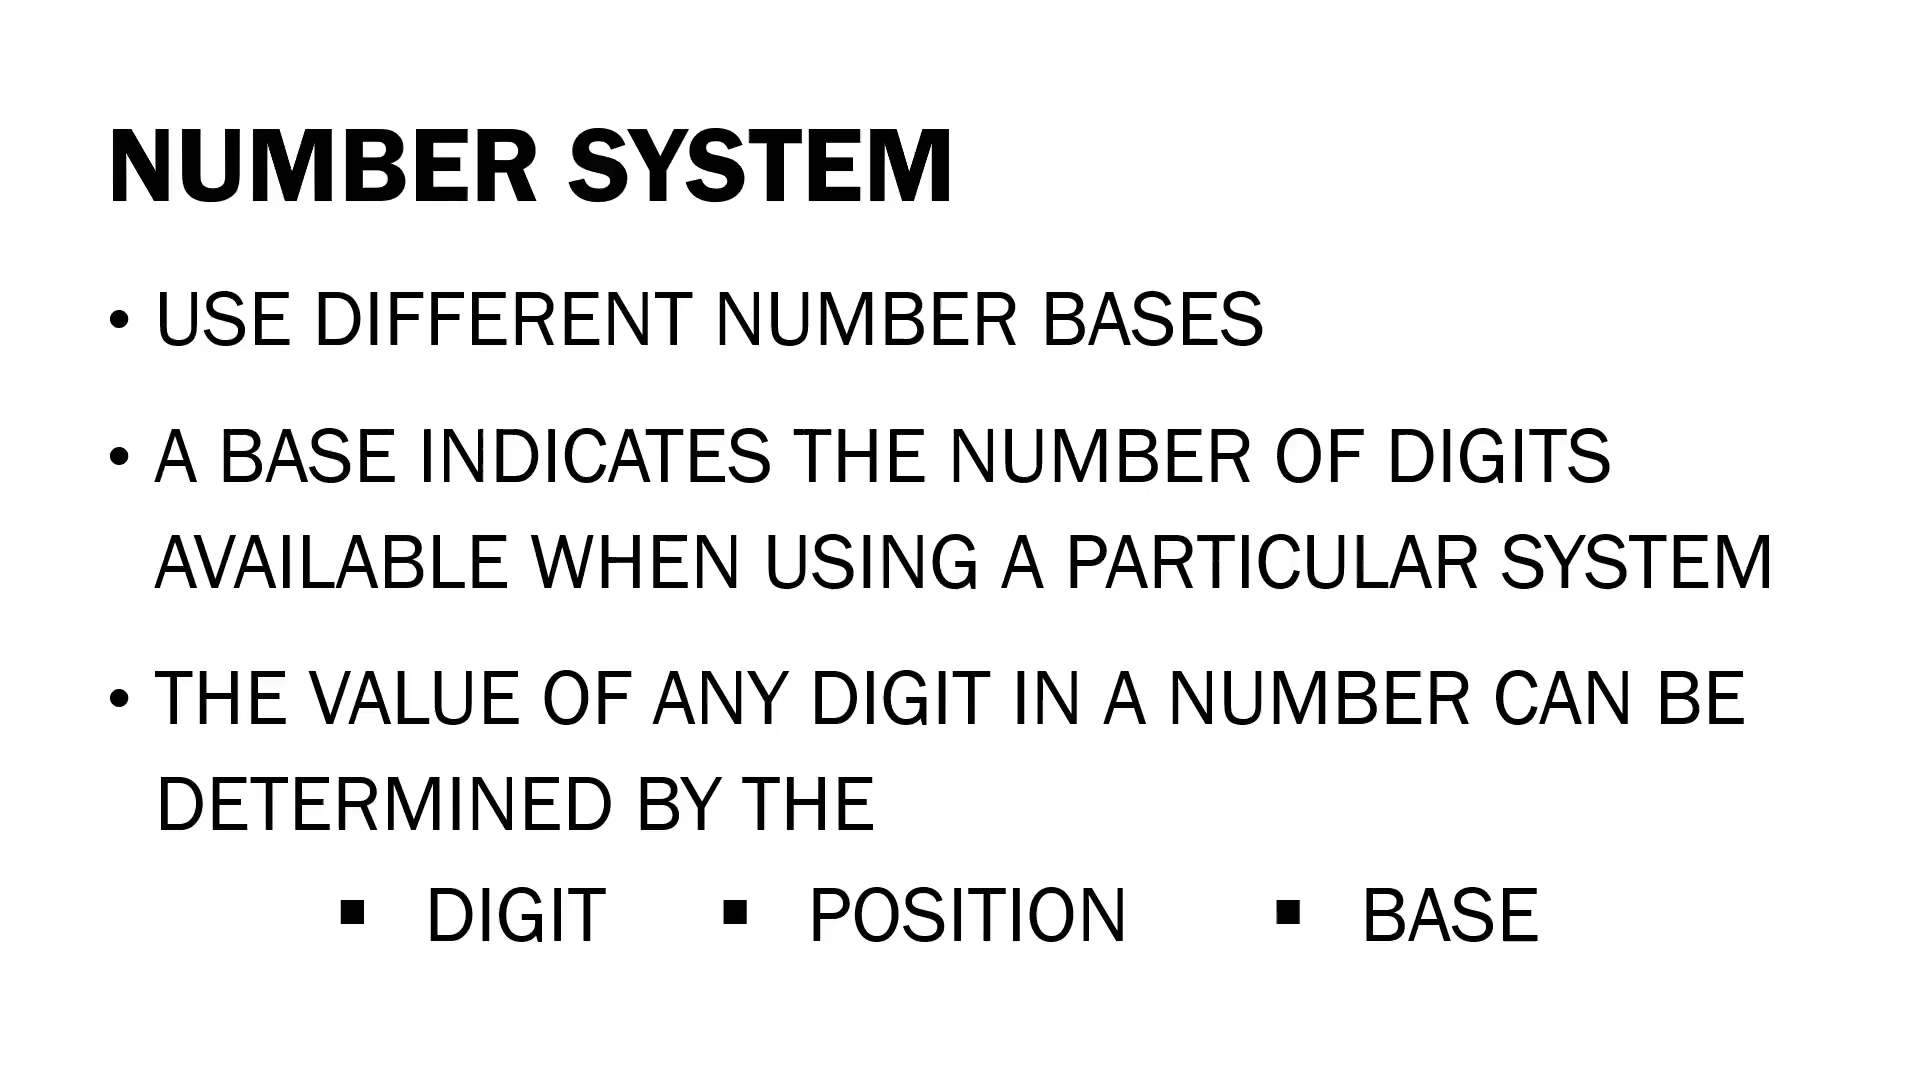 NUMBER SYSTEM
• USE DIFFERENT NUMBER BASES
• A BASE INDICATES THE NUMBER OF DIGITS
AVAILABLE WHEN USING A PARTICULAR SYSTEM
• THE VALUE OF ANY DIGIT IN A NUMBER CAN BE
DETERMINED BY THE
▪ DIGIT ▪ POSITION ▪ BASE